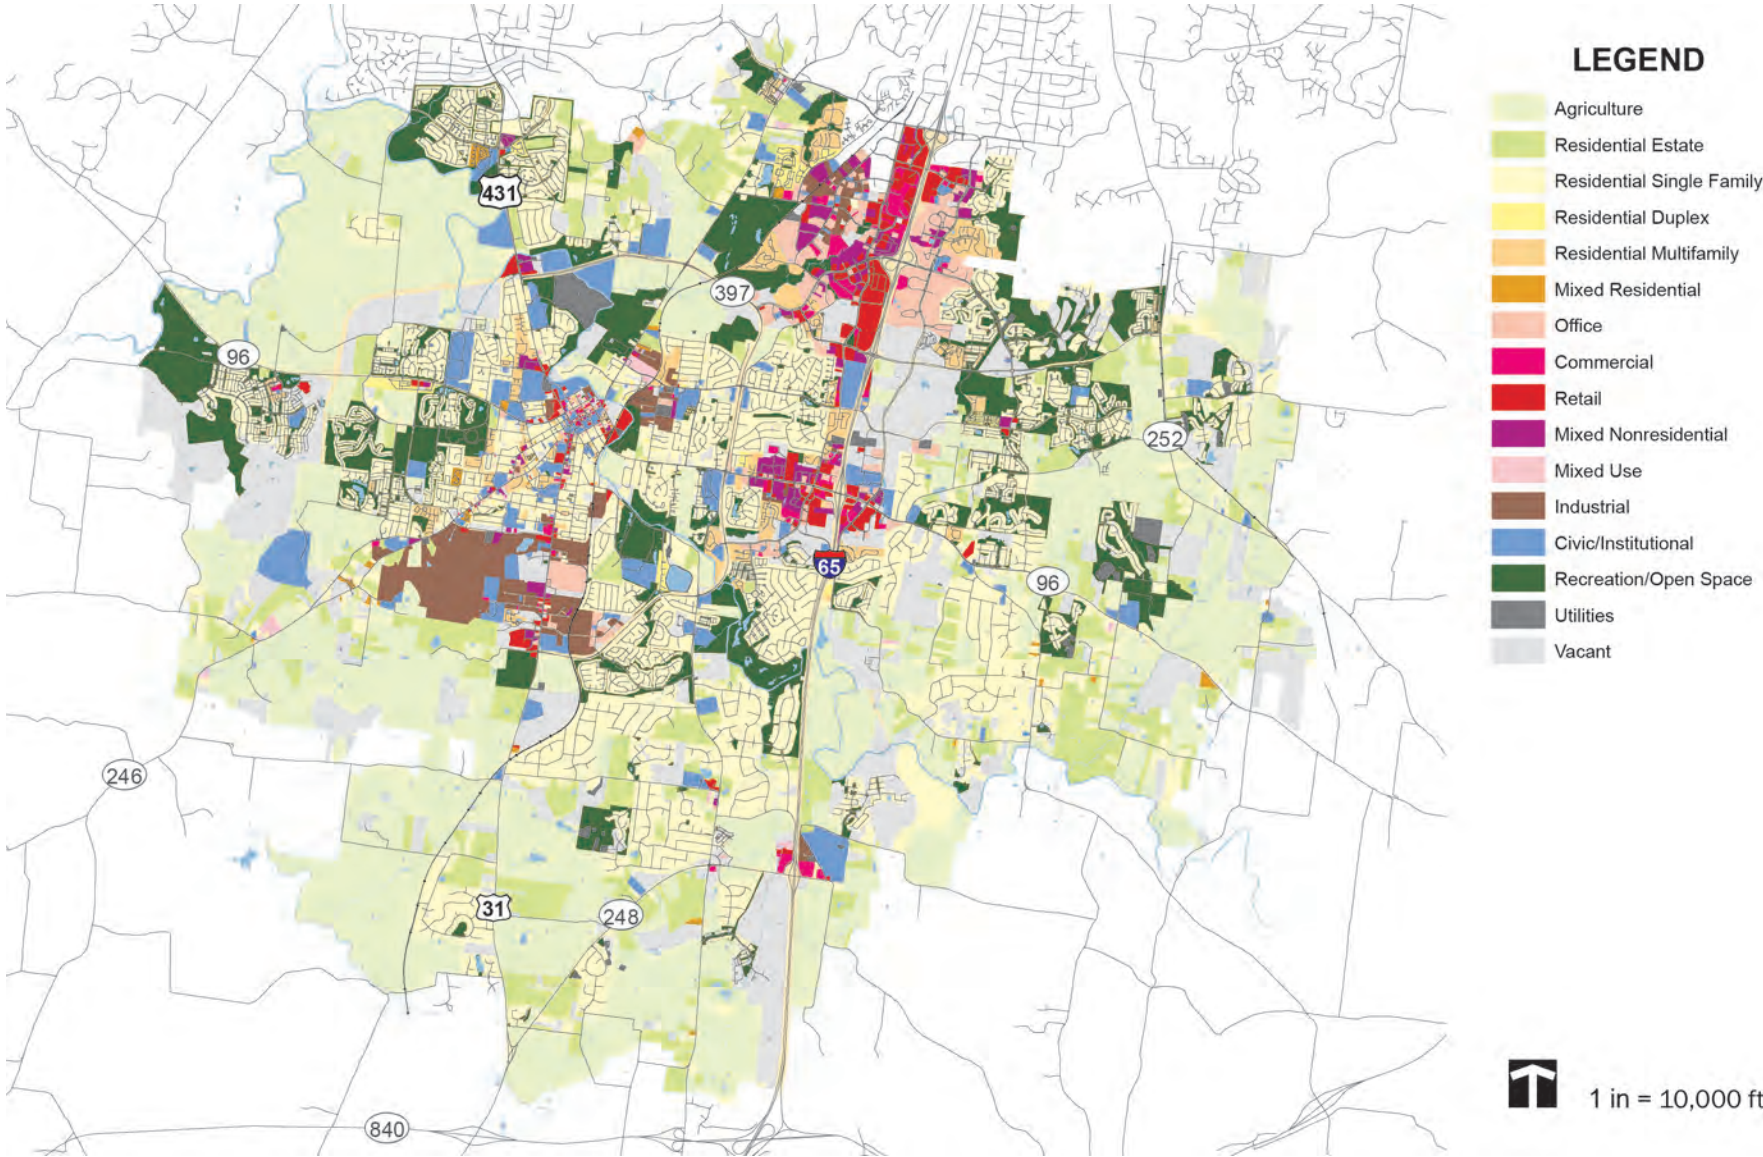 LEGEND
Agriculture
Residential Estate
Residential Single Family
Residential Duplex
Residential Multifamily
Mixed Residential
Office
Commercial
Retail
Mixed Nonresidential
Mixed Use
Industrial
Civic/Institutional
Recreation/Open Space
Utilities
Vacant
431
397
96
252
65
96
246
31
248
840
1 in = 10,000 ft